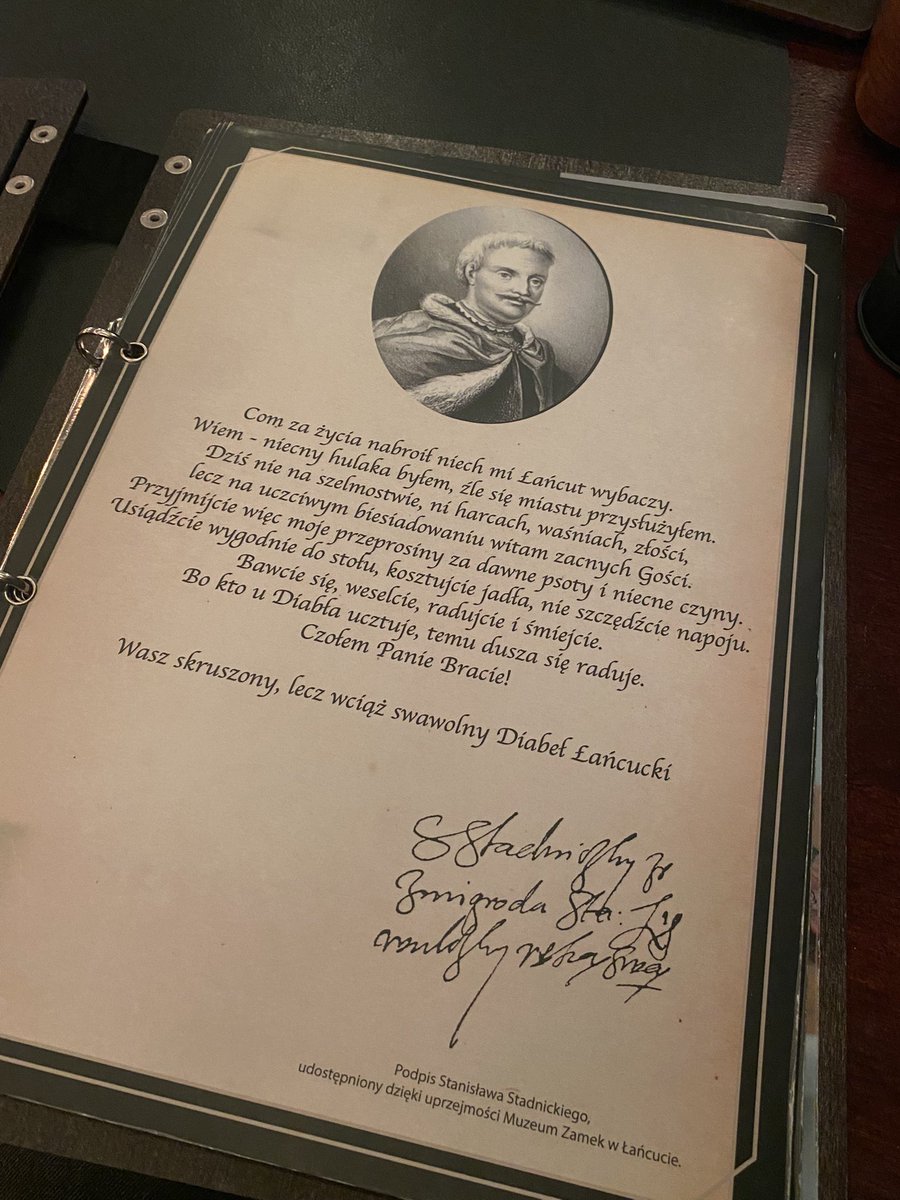 Com za życia nabroił niech mi Łańcut wybaczy.
Wiem - niecny hulaka byłem, źle się miastu przysłużyłem.
Dziś nie na szelmostwie, ni harcach, waśniach, złości,
lecz na uczciwym biesiadowaniu witam zacnych Gości.
Przyjmijcie więc moje przeprosiny za dawne psoty i niecne czyny.
Usiądźcie wygodnie do stołu, kosztujcie jadła, nie szczędźcie napoju.
Bawcie się, weselcie, radujcie i śmiejcie.
Bo kto u Diabła ucztuje, temu dusza się raduje.
Czołem Panie Bracie!
Wasz skruszony, lecz wciąż swawolny Diabeł Łańcucki
S Stadniczky
Zmigroda Sta:
Podpis Stanisława Stadnickiego,
udostępniony dzięki uprzejmości Muzeum Zamek w Łańcucie.